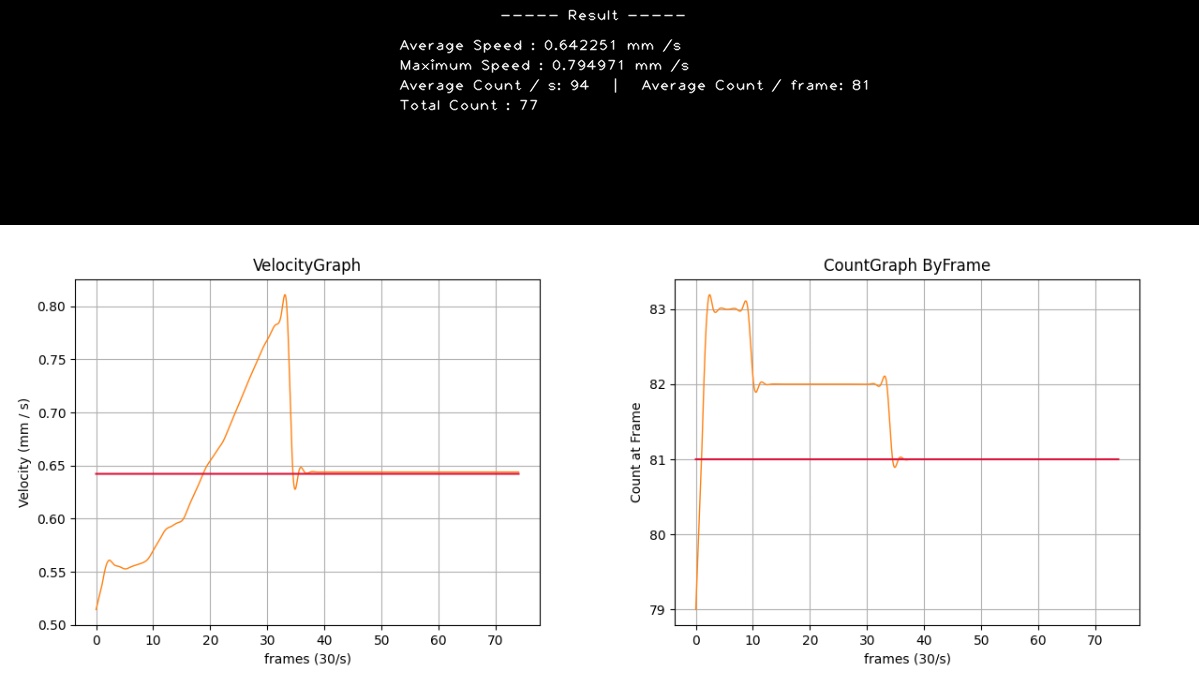 ----- Result -----
Average Speed : 0.642251 mm /s
Maximum Speed : 0.794971 mm /s
Average Count / s: 94 | Average Count / frame: 81
Total Count : 77
VelocityGraph
Velocity (mm / s)
0.80
0.75
0.70
0.65
0.60
0.55
0.50
0 10 20 30 40 50 60 70
frames (30/s)
CountGraph ByFrame
Count at Frame
83
82
81
80
79
0 10 20 30 40 50 60 70
frames (30/s)